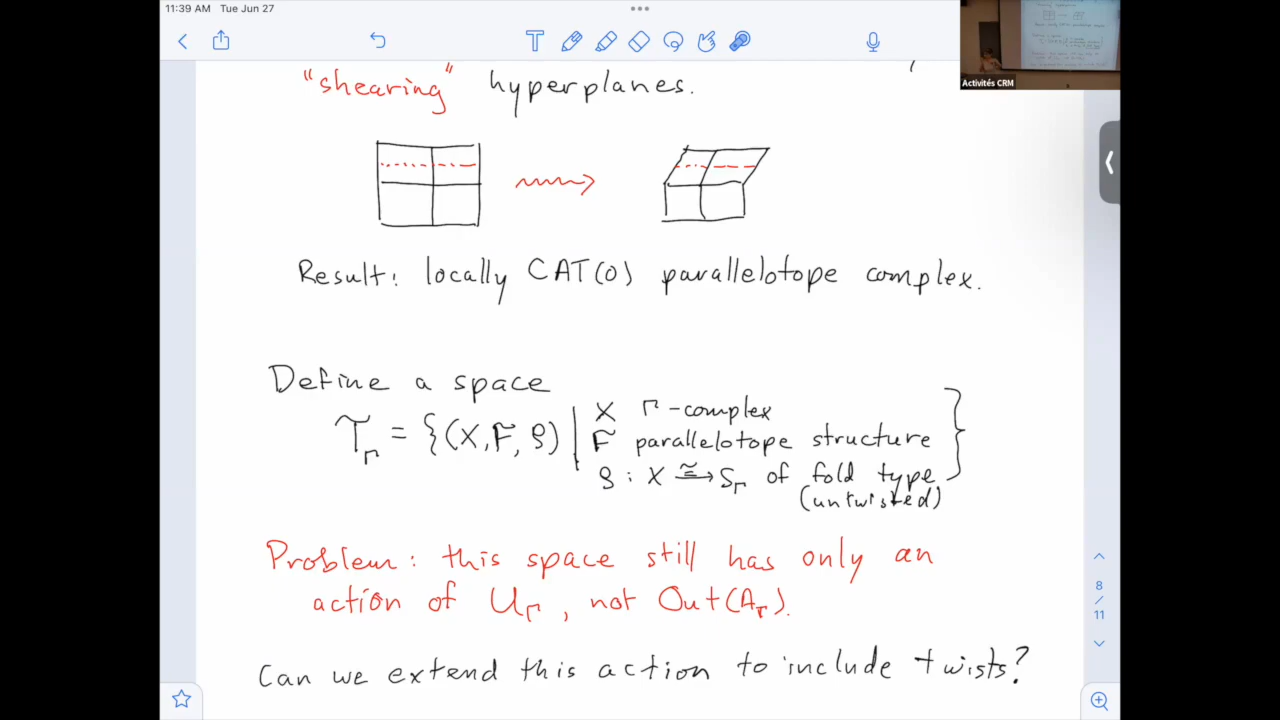 11:39 AM Tue Jun 27
Activités CRM
"shearing" hyperplanes.
Result: locally CAT(0) parallelotope complex.
Define a space
𝒯_Γ = {(X, F, ρ) | X Γ-complex
F parallelotope structure
ρ : X ≃→ S_Γ of fold type }
(untwisted)
Problem: this space still has only an
action of U_Γ, not Out(A_Γ).
Can we extend this action to include twists?
8
/
11